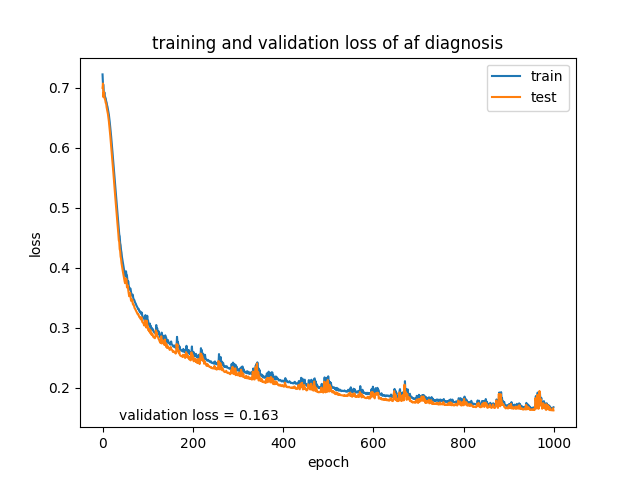 training and validation loss of af diagnosis
train
test
0.7
0.6
0.5
0.4
0.3
0.2
loss
validation loss = 0.163
0 200 400 600 800 1000
epoch